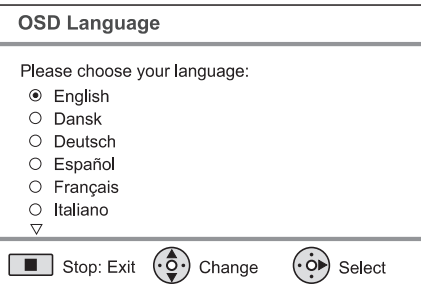 OSD Language
Please choose your language:
English
Dansk
Deutsch
Español
Français
Italiano
Stop: Exit Change Select